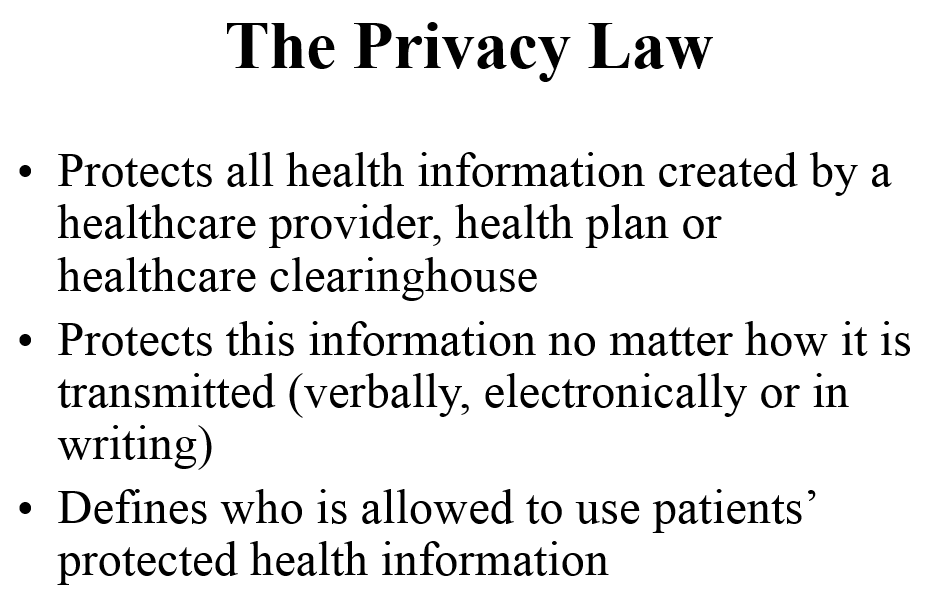 The Privacy Law
• Protects all health information created by a
healthcare provider, health plan or
healthcare clearinghouse
• Protects this information no matter how it is
transmitted (verbally, electronically or in
writing)
• Defines who is allowed to use patients’
protected health information